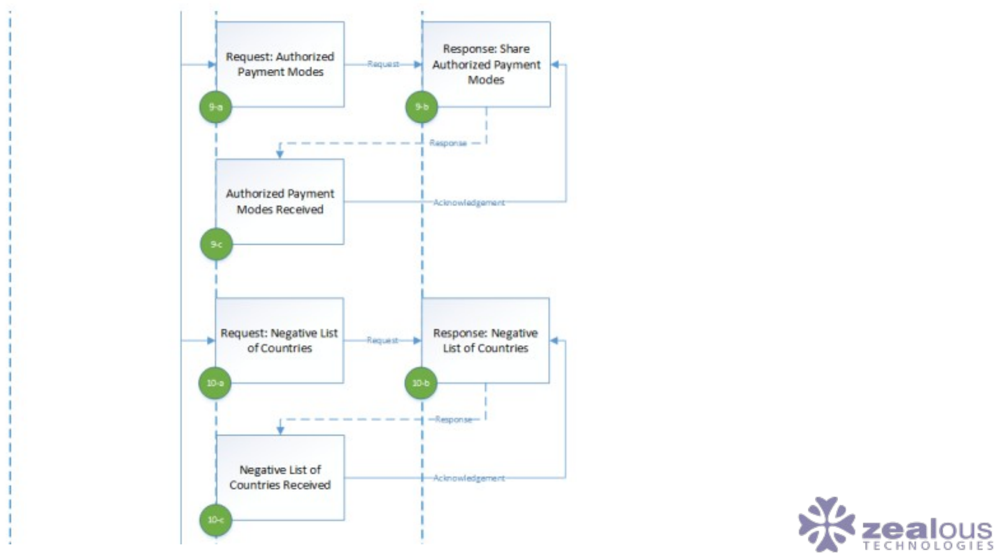 Request: Authorized
Payment Modes
Request
Response: Share
Authorized Payment
Modes
9-a
9-b
Response
Authorized Payment
Modes Received
Acknowledgement
9-c
Request: Negative List
of Countries
Request
Response: Negative
List of Countries
10-a
10-b
Response
Negative List of
Countries Received
Acknowledgement
10-c
zealous
TECHNOLOGIES